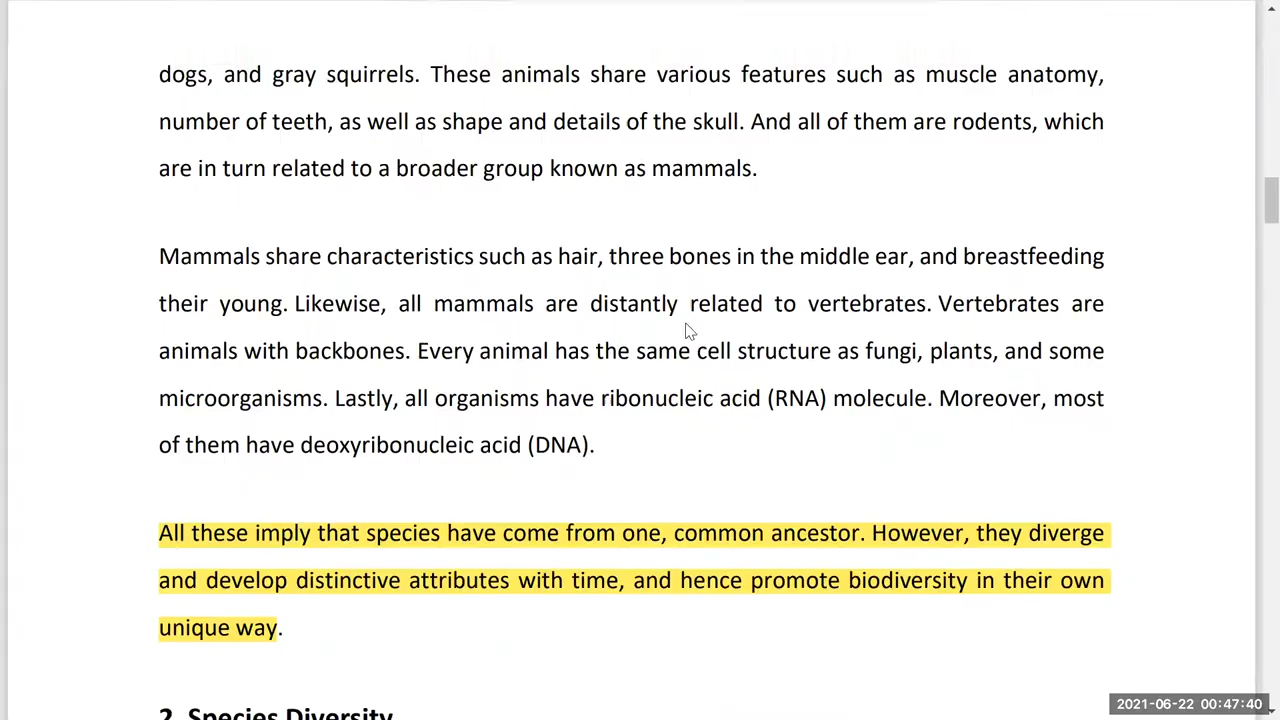 dogs, and gray squirrels. These animals share various features such as muscle anatomy,
number of teeth, as well as shape and details of the skull. And all of them are rodents, which
are in turn related to a broader group known as mammals.
Mammals share characteristics such as hair, three bones in the middle ear, and breastfeeding
their young. Likewise, all mammals are distantly related to vertebrates. Vertebrates are
animals with backbones. Every animal has the same cell structure as fungi, plants, and some
microorganisms. Lastly, all organisms have ribonucleic acid (RNA) molecule. Moreover, most
of them have deoxyribonucleic acid (DNA).
All these imply that species have come from one, common ancestor. However, they diverge
and develop distinctive attributes with time, and hence promote biodiversity in their own
unique way.
2. Species Diversity
2021-06-22 00:47:40